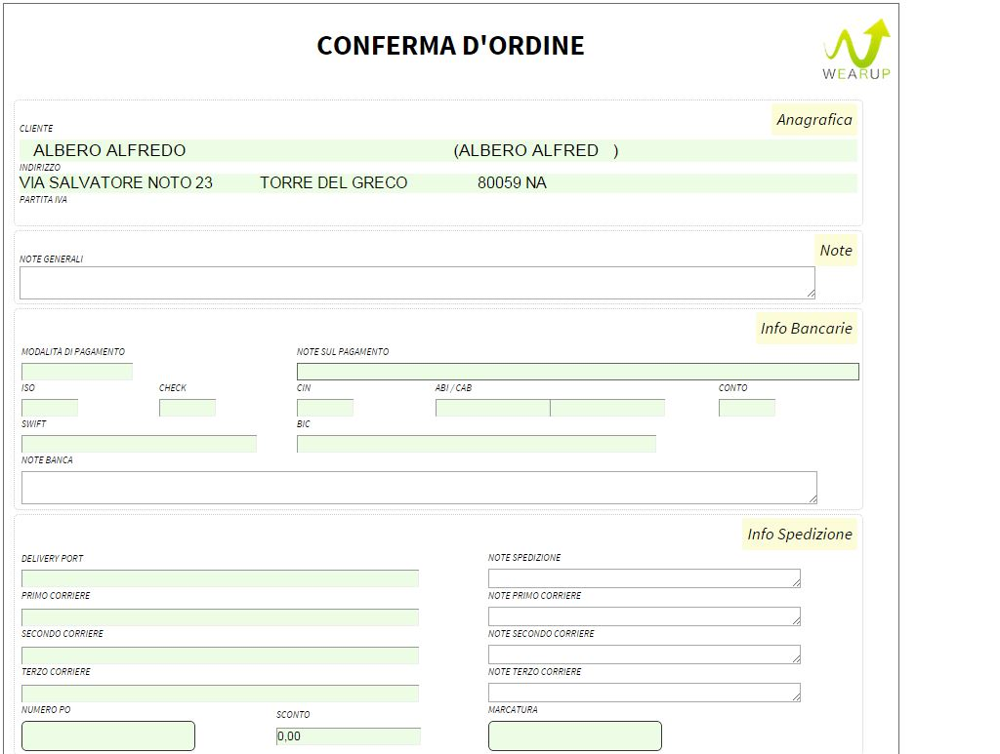 CONFERMA D'ORDINE
WEARUP
Anagrafica
CLIENTE
ALBERO ALFREDO (ALBERO ALFRED )
INDIRIZZO
VIA SALVATORE NOTO 23 TORRE DEL GRECO 80059 NA
PARTITA IVA
Note
NOTE GENERALI
Info Bancarie
MODALITÀ DI PAGAMENTO NOTE SUL PAGAMENTO
ISO CHECK CIN ABI / CAB CONTO
SWIFT BIC
NOTE BANCA
Info Spedizione
DELIVERY PORT NOTE SPEDIZIONE
PRIMO CORRIERE NOTE PRIMO CORRIERE
SECONDO CORRIERE NOTE SECONDO CORRIERE
TERZO CORRIERE NOTE TERZO CORRIERE
NUMERO PO SCONTO MARCATURA
0,00